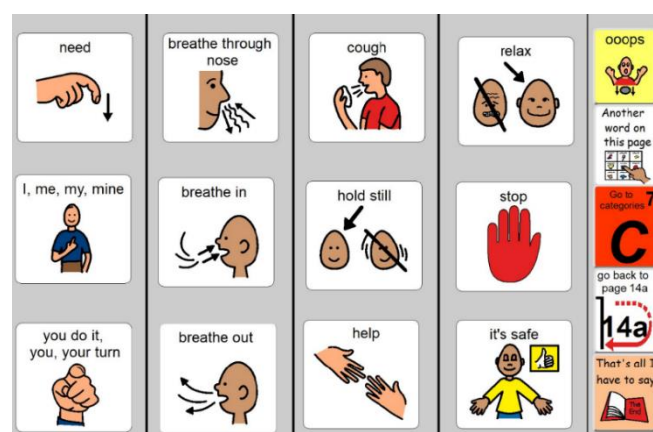 need
breathe through
nose
cough
relax
I, me, my, mine
breathe in
hold still
stop
you do it,
you, your turn
breathe out
help
it's safe
ooops
Another
word on
this page
Go to
categories 7
C
go back to
page 14a
14a
That's all I
have to say
The
End